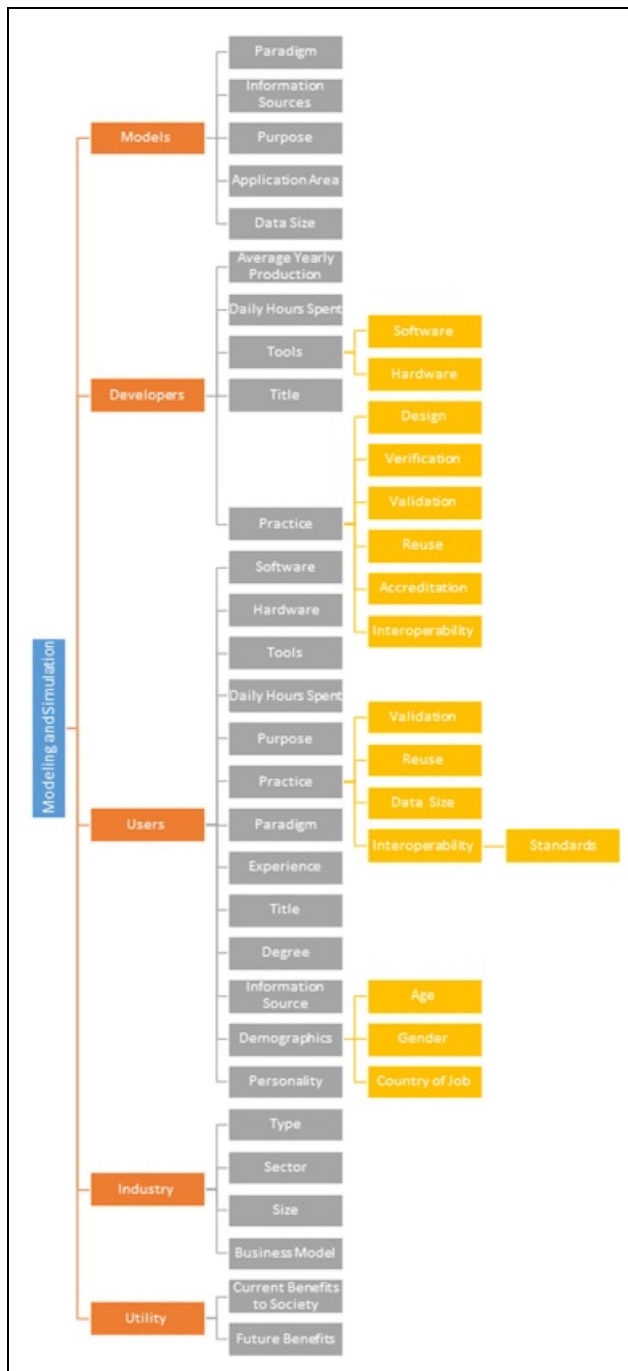 Modeling and Simulation
Models
Paradigm
Information
Sources
Purpose
Application Area
Data Size
Developers
Average Yearly
Production
Daily Hours Spent
Tools
Software
Hardware
Title
Practice
Design
Verification
Validation
Reuse
Accreditation
Interoperability
Users
Software
Hardware
Tools
Daily Hours Spent
Purpose
Practice
Validation
Reuse
Data Size
Interoperability
Standards
Paradigm
Experience
Title
Degree
Information
Source
Demographics
Age
Gender
Country of Job
Personality
Industry
Type
Sector
Size
Business Model
Utility
Current Benefits
to Society
Future Benefits